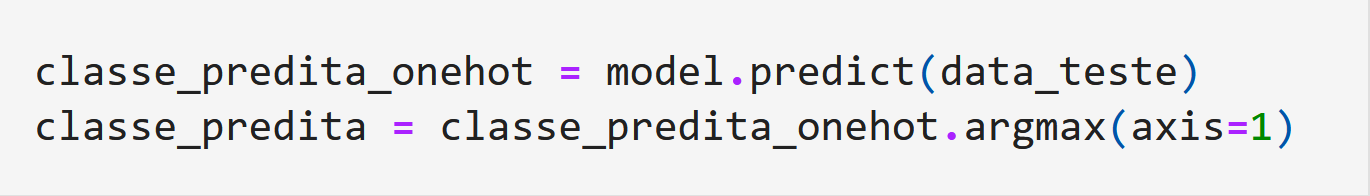 classe_predita_onehot = model.predict(data_teste)
classe_predita = classe_predita_onehot.argmax(axis=1)